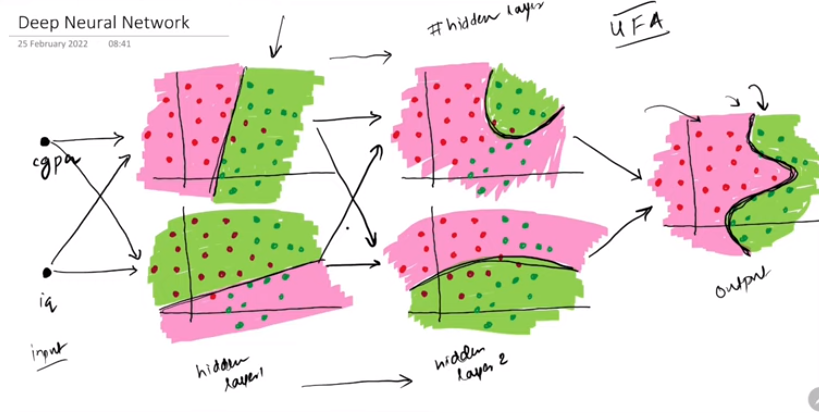 Deep Neural Network
25 February 2022 08:41
# hidden layer
UFA
cgpa
iq
input
hidden
layer1
hidden
layer 2
output